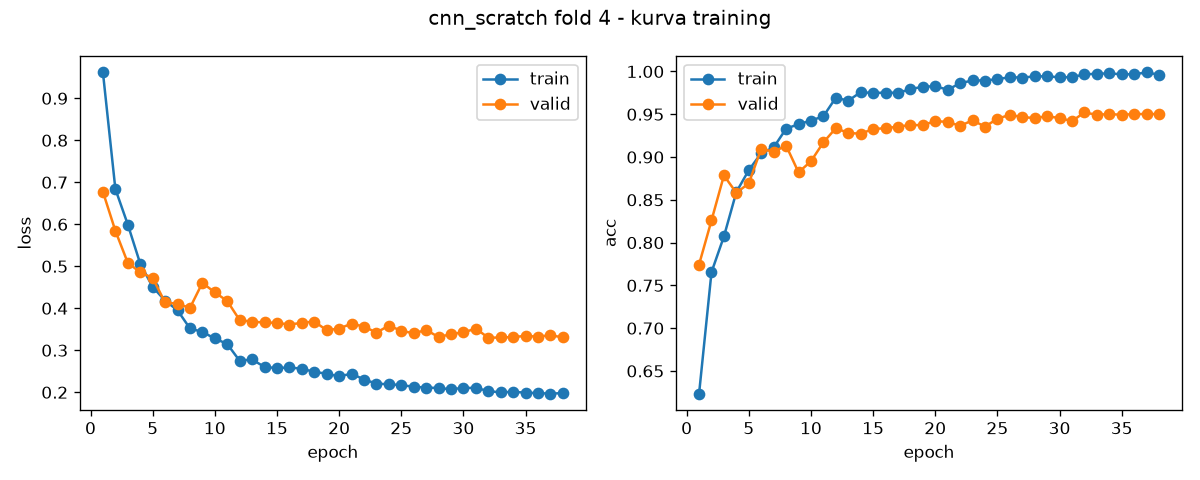 cnn_scratch fold 4 - kurva training
train
valid
loss
0.9
0.8
0.7
0.6
0.5
0.4
0.3
0.2
0 5 10 15 20 25 30 35
epoch
train
valid
acc
1.00
0.95
0.90
0.85
0.80
0.75
0.70
0.65
0 5 10 15 20 25 30 35
epoch